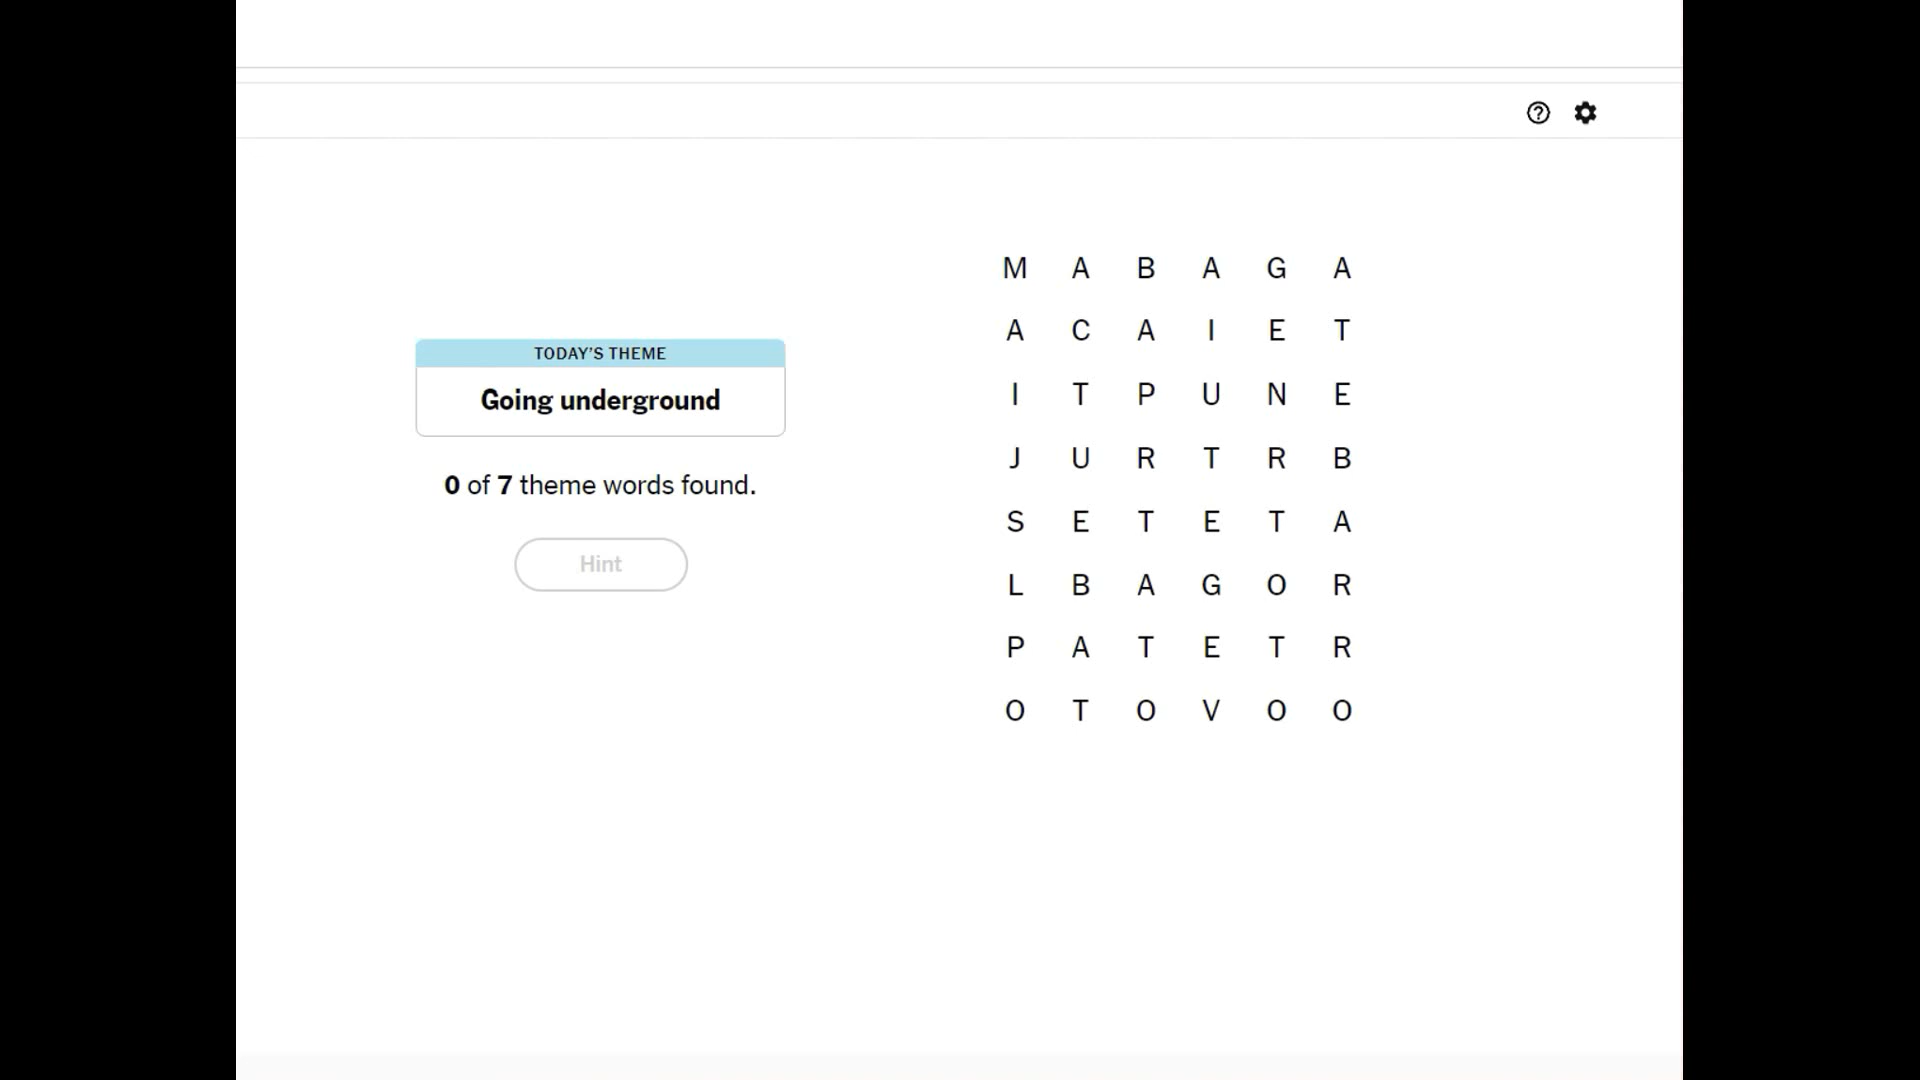 TODAY’S THEME
Going underground
0 of 7 theme words found.
Hint
M A B A G A
A C A I E T
I T P U N E
J U R T R B
S E T E T A
L B A G O R
P A T E T R
O T O V O O